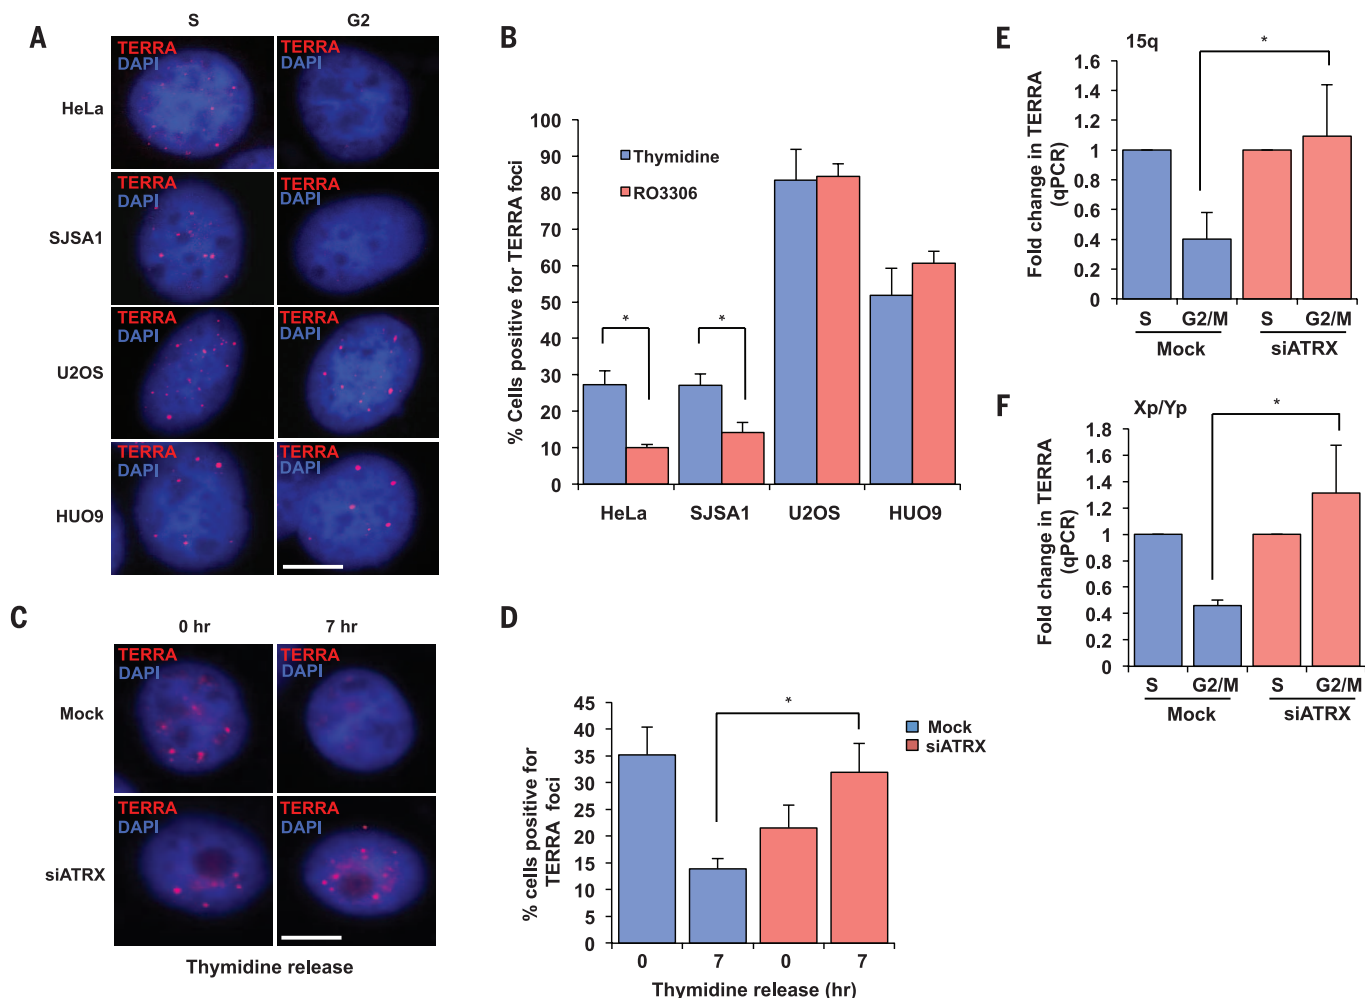 A
S
G2
HeLa
TERRA
DAPI
TERRA
DAPI
SJSA1
TERRA
DAPI
TERRA
DAPI
U2OS
TERRA
DAPI
TERRA
DAPI
HUO9
TERRA
DAPI
TERRA
DAPI
B
% Cells positive for TERRA foci
100
90
80
70
60
50
40
30
20
10
0
Thymidine
RO3306
*
*
HeLa
SJSA1
U2OS
HUO9
C
0 hr
7 hr
Mock
TERRA
DAPI
TERRA
DAPI
siATRX
TERRA
DAPI
TERRA
DAPI
Thymidine release
D
% cells positive for
TERRA foci
45
40
35
30
25
20
15
10
5
0
*
Mock
siATRX
0
7
0
7
Thymidine release (hr)
E
15q
*
Fold change in TERRA
(qPCR)
1.6
1.4
1.2
1
0.8
0.6
0.4
0.2
0
S
G2/M
S
G2/M
Mock
siATRX
F
Xp/Yp
*
Fold change in TERRA
(qPCR)
1.8
1.6
1.4
1.2
1
0.8
0.6
0.4
0.2
0
S
G2/M
S
G2/M
Mock
siATRX